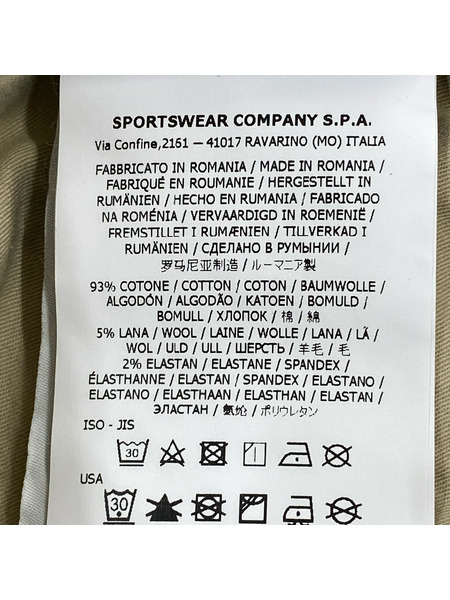 SPORTSWEAR COMPANY S.P.A.
Via Confine,2161 — 41017 RAVARINO (MO) ITALIA
FABBRICATO IN ROMANIA / MADE IN ROMANIA /
FABRIQUÉ EN ROUMANIE / HERGESTELLT IN
RUMÄNIEN / HECHO EN RUMANIA / FABRICADO
NA ROMÉNIA / VERVAARDIGD IN ROEMENIË /
FREMSTILLET I RUMÆNIEN / TILLVERKAD I
RUMÄNIEN / СДЕЛАНО В РУМЫНИИ /
罗马尼亚制造 / ルーマニア製
93% COTONE / COTTON / COTON / BAUMWOLLE /
ALGODÓN / ALGODÃO / KATOEN / BOMULD /
BOMULL / ХЛОПОК / 棉 / 綿
5% LANA / WOOL / LAINE / WOLLE / LANA / LÃ /
WOL / ULD / ULL / ШЕРСТЬ / 羊毛 / 毛
2% ELASTAN / ELASTANE / SPANDEX /
ÉLASTHANNE / ELASTAN / SPANDEX / ELASTANO /
ELASTANO / ELASTHAAN / ELASTHAN / ELASTAN /
ЭЛАСТАН / 氨纶 / ポリウレタン
ISO - JIS
30
USA
30